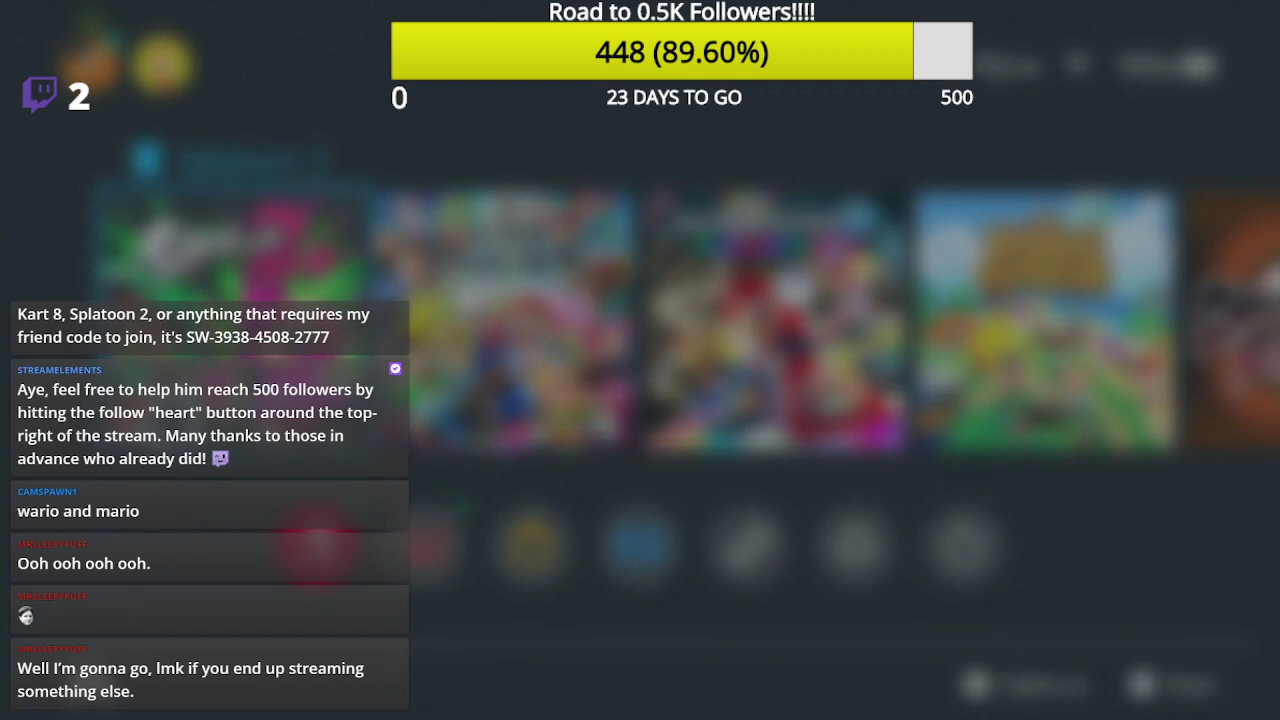 Road to 0.5K Followers!!!!
448 (89.60%)
2
0
23 DAYS TO GO
500
Kart 8, Splatoon 2, or anything that requires my
friend code to join, it's SW-3938-4508-2777
STREAMELEMENTS
Aye, feel free to help him reach 500 followers by
hitting the follow "heart" button around the top-
right of the stream. Many thanks to those in
advance who already did!
CAMSPAWN1
wario and mario
MRSLEEPYPUFF
Ooh ooh ooh ooh.
MRSLEEPYPUFF
MRSLEEPYPUFF
Well I'm gonna go, lmk if you end up streaming
something else.